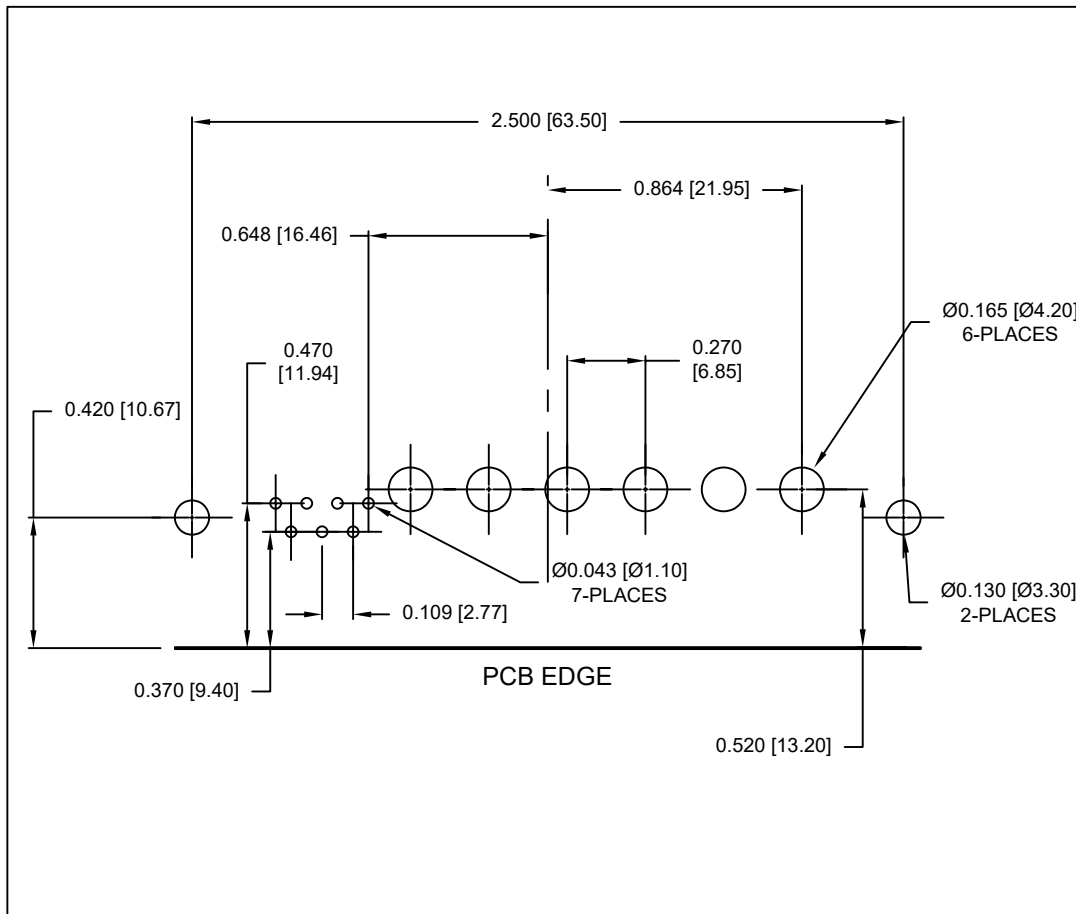 2.500 [63.50]
0.864 [21.95]
0.648 [16.46]
Ø0.165 [Ø4.20]
6-PLACES
0.470
[11.94]
0.270
[6.85]
0.420 [10.67]
Ø0.043 [Ø1.10]
7-PLACES
0.109 [2.77]
Ø0.130 [Ø3.30]
2-PLACES
PCB EDGE
0.370 [9.40]
0.520 [13.20]